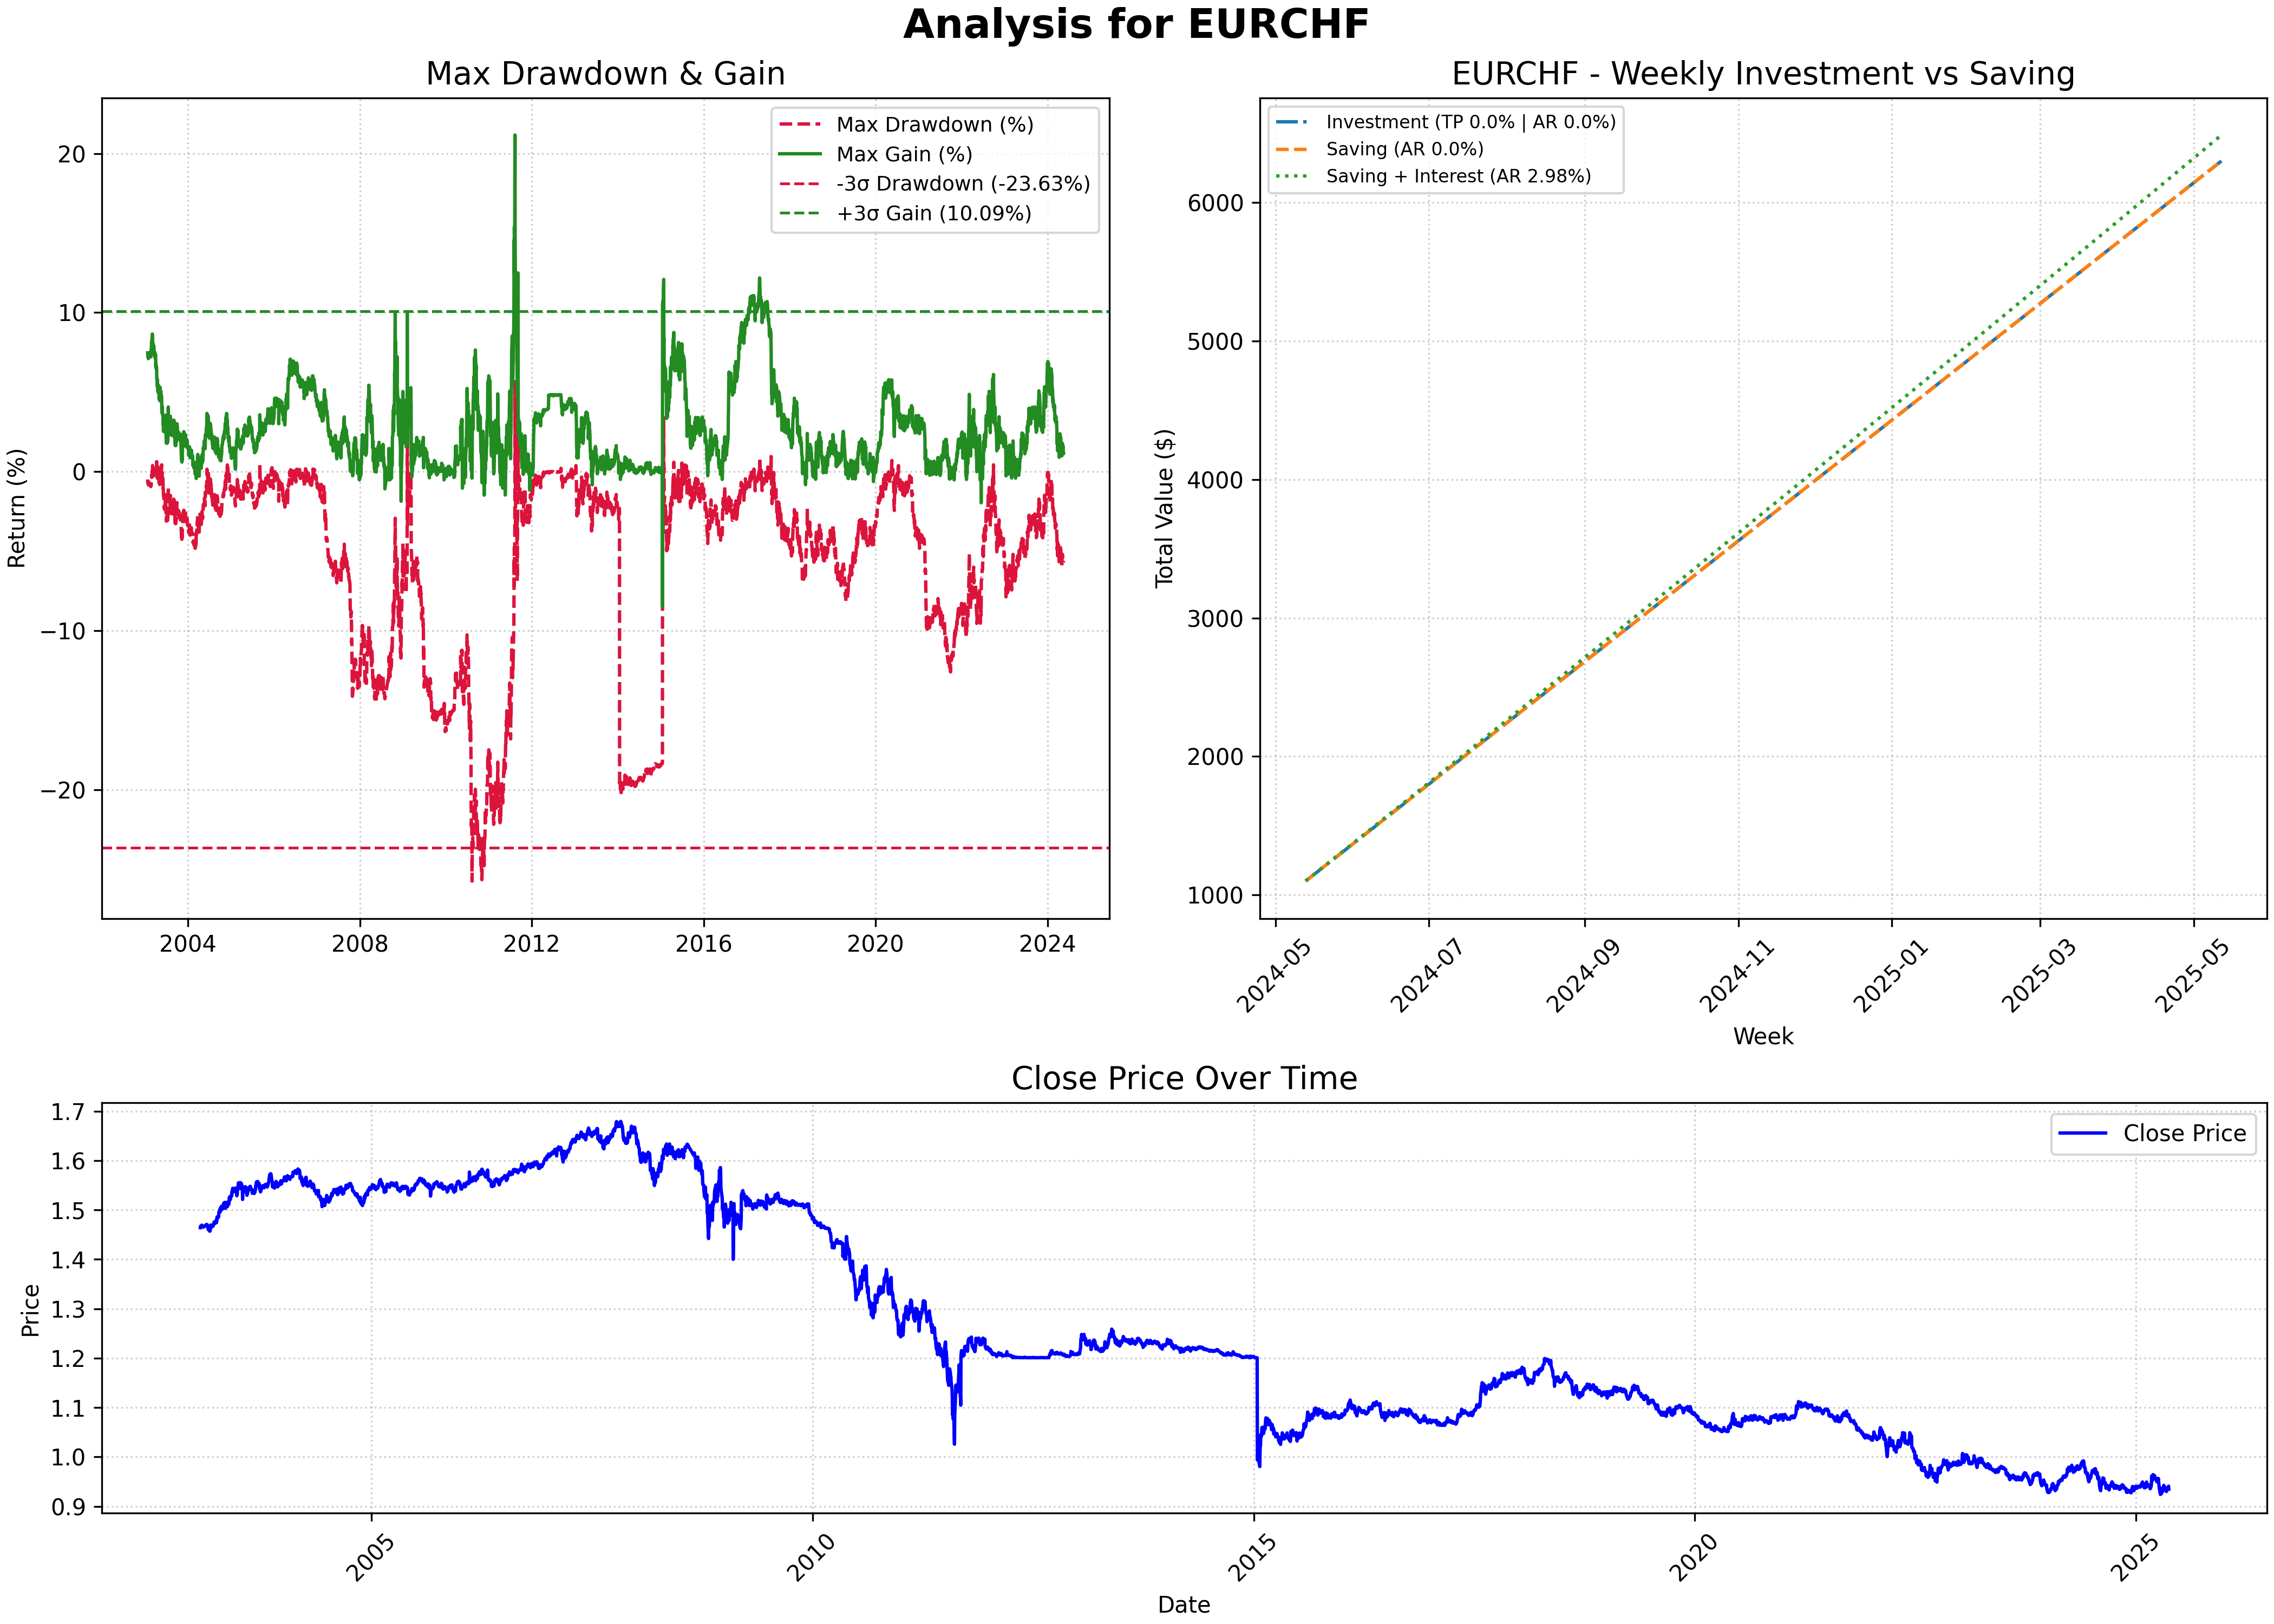 Analysis for EURCHF
Max Drawdown & Gain
Return (%)
20
10
0
−10
−20
2004
2008
2012
2016
2020
2024
Max Drawdown (%)
Max Gain (%)
-3σ Drawdown (-23.63%)
+3σ Gain (10.09%)
EURCHF - Weekly Investment vs Saving
Total Value ($)
6000
5000
4000
3000
2000
1000
2024-05
2024-07
2024-09
2024-11
2025-01
2025-03
2025-05
Week
Investment (TP 0.0% | AR 0.0%)
Saving (AR 0.0%)
Saving + Interest (AR 2.98%)
Close Price Over Time
Price
1.7
1.6
1.5
1.4
1.3
1.2
1.1
1.0
0.9
2005
2010
2015
2020
2025
Date
Close Price